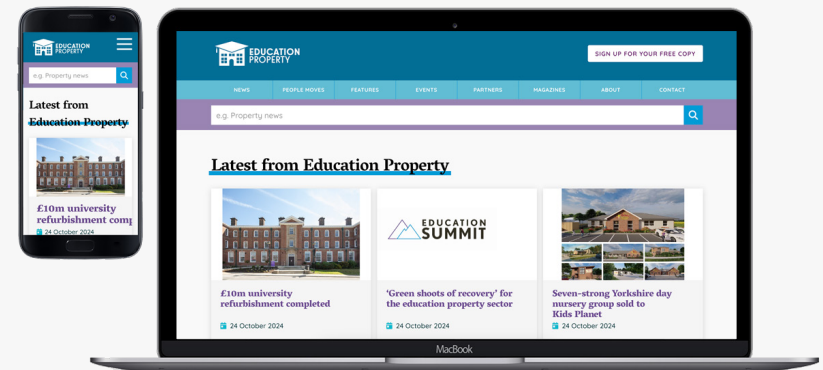 EDUCATION
PROPERTY
e.g. Property news
Latest from
Education Property
£10m university
refurbishment comp
24 October 2024
EDUCATION
PROPERTY
SIGN UP FOR YOUR FREE COPY
NEWS PEOPLE MOVES FEATURES EVENTS PARTNERS MAGAZINES ABOUT CONTACT
e.g. Property news
Latest from Education Property
EDUCATION
SUMMIT
£10m university
refurbishment completed
24 October 2024
‘Green shoots of recovery’ for
the education property sector
24 October 2024
Seven-strong Yorkshire day
nursery group sold to
Kids Planet
24 October 2024
MacBook